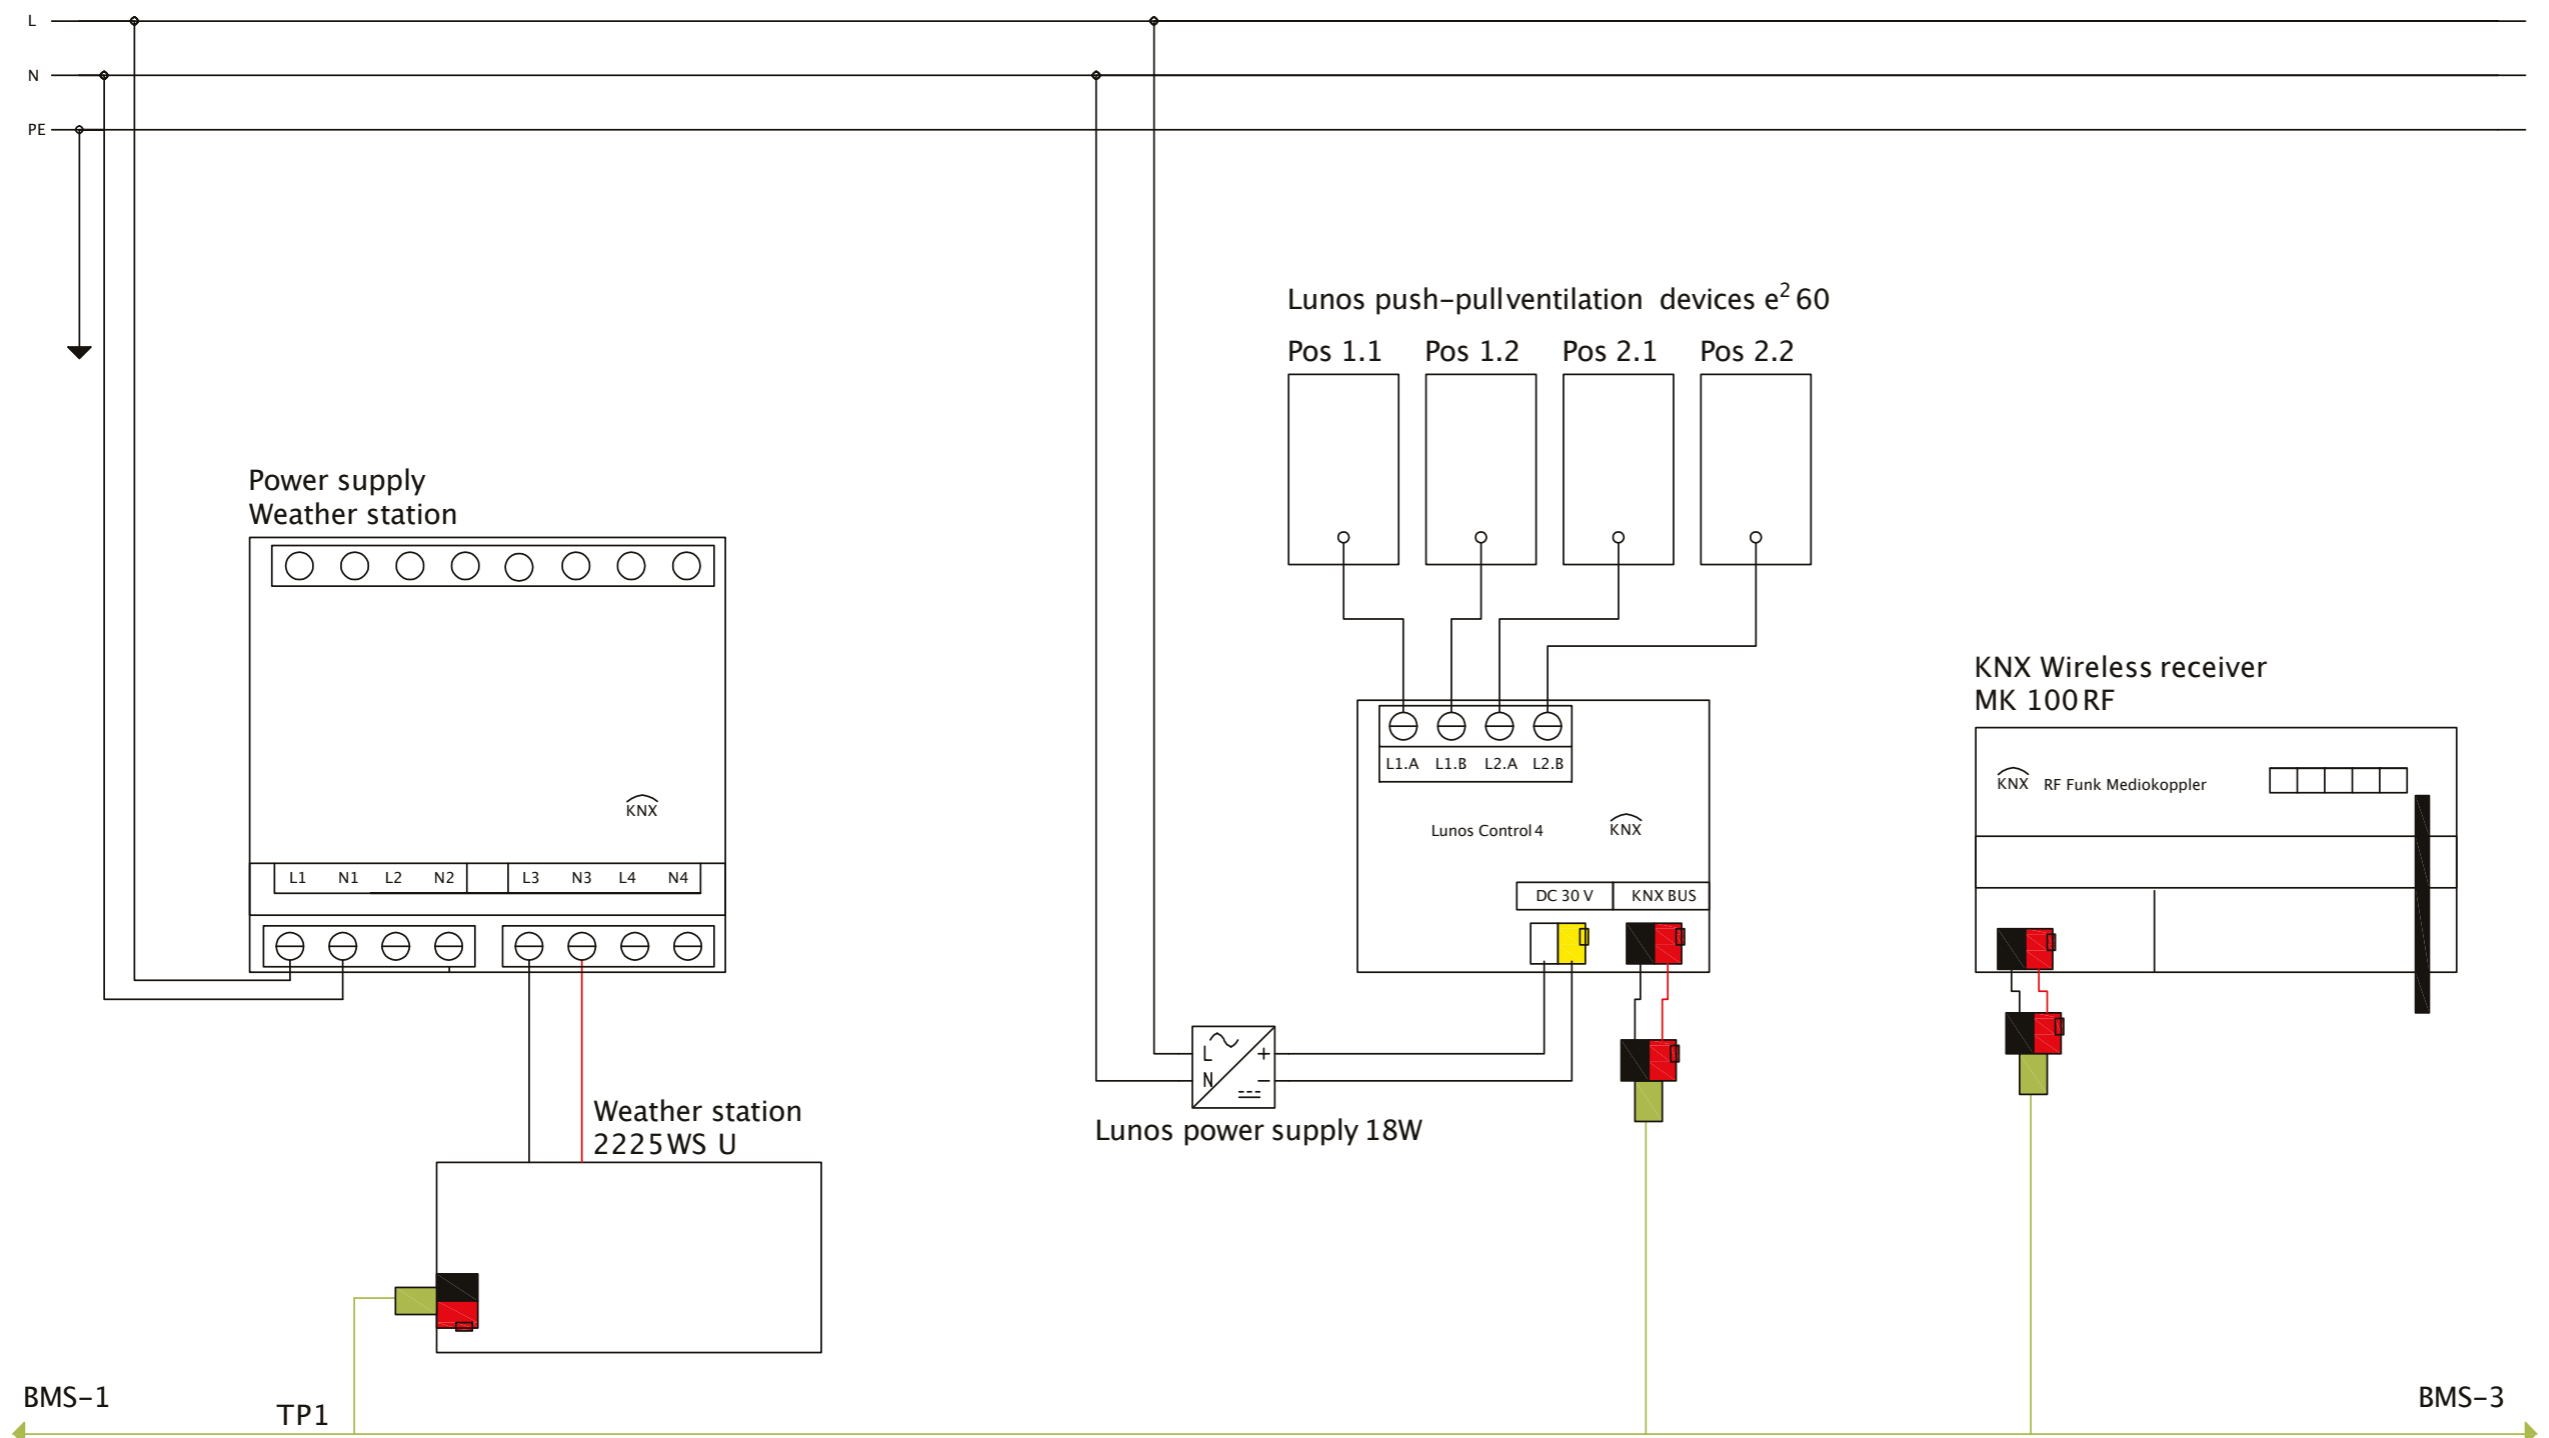 L
N
PE
Lunos push-pullventilation devices e² 60
Pos 1.1 Pos 1.2 Pos 2.1 Pos 2.2
Power supply
Weather station
KNX
L1 N1 L2 N2 L3 N3 L4 N4
L1.A L1.B L2.A L2.B
Lunos Control 4 KNX
DC 30 V KNX BUS
KNX Wireless receiver
MK 100 RF
KNX RF Funk Mediokoppler
L +
N −
Lunos power supply 18W
Weather station
2225 WS U
BMS-1
TP1
BMS-3